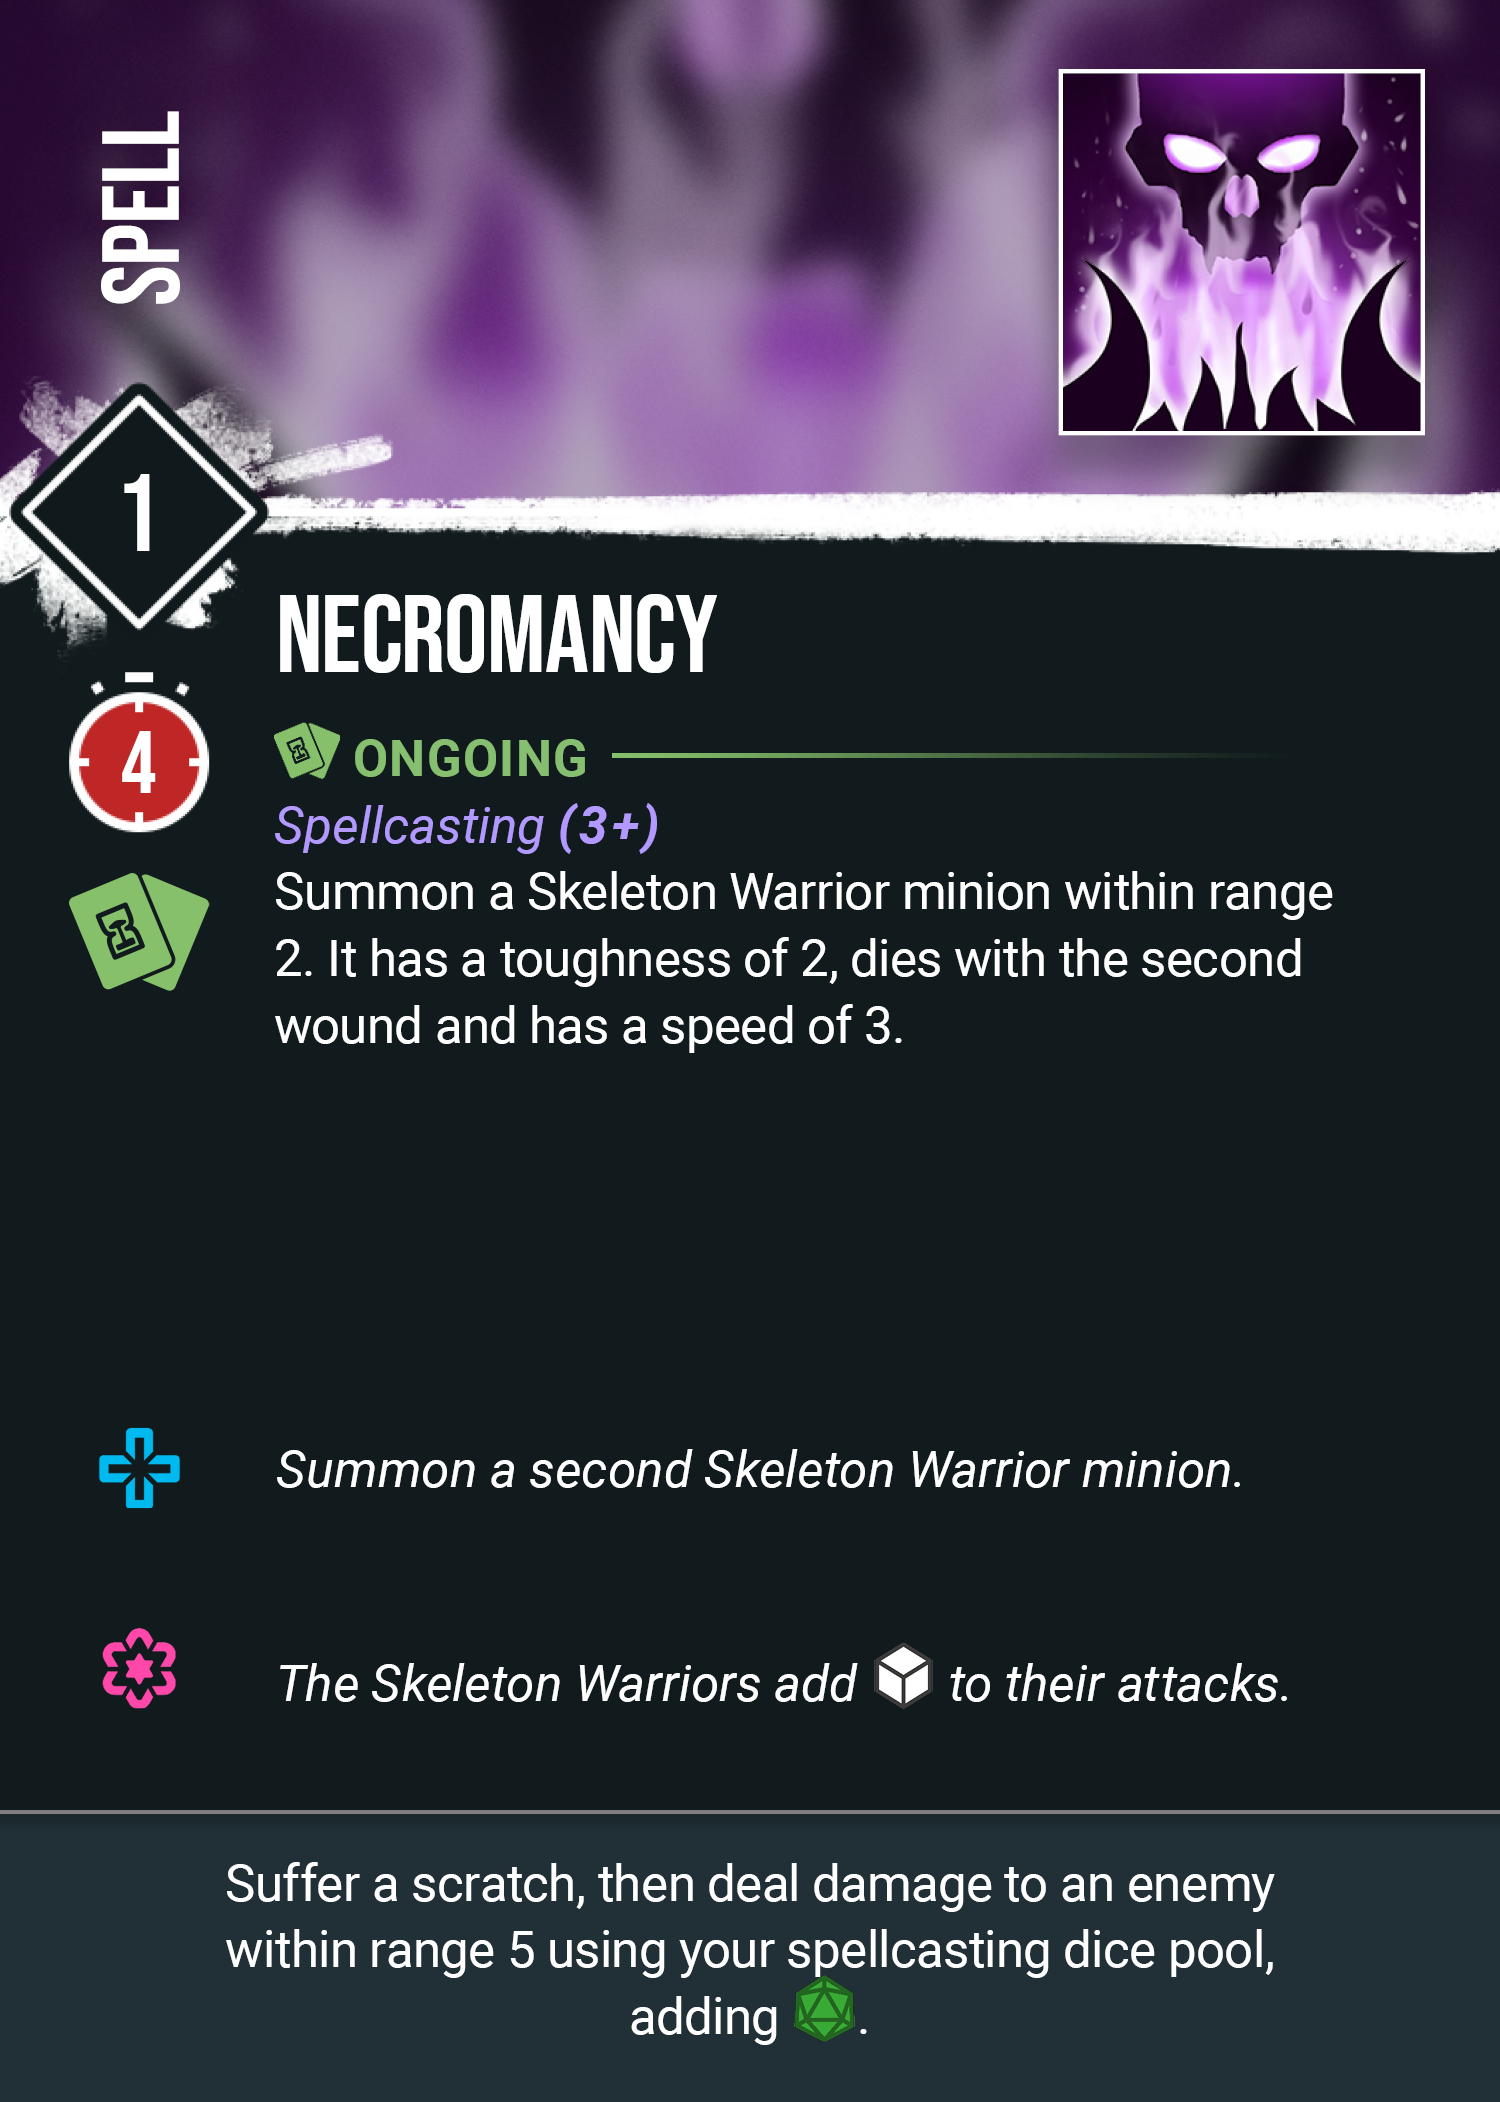 SPELL
1
NECROMANCY
4
ONGOING
Spellcasting (3+)
Summon a Skeleton Warrior minion within range
2. It has a toughness of 2, dies with the second
wound and has a speed of 3.
Summon a second Skeleton Warrior minion.
The Skeleton Warriors add to their attacks.
Suffer a scratch, then deal damage to an enemy
within range 5 using your spellcasting dice pool,
adding .